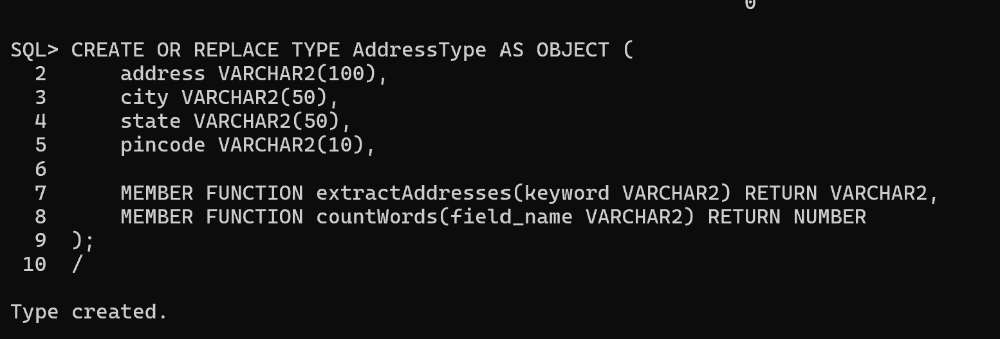 0
SQL> CREATE OR REPLACE TYPE AddressType AS OBJECT (
  2      address VARCHAR2(100),
  3      city VARCHAR2(50),
  4      state VARCHAR2(50),
  5      pincode VARCHAR2(10),
  6
  7      MEMBER FUNCTION extractAddresses(keyword VARCHAR2) RETURN VARCHAR2,
  8      MEMBER FUNCTION countWords(field_name VARCHAR2) RETURN NUMBER
  9  );
 10  /
Type created.